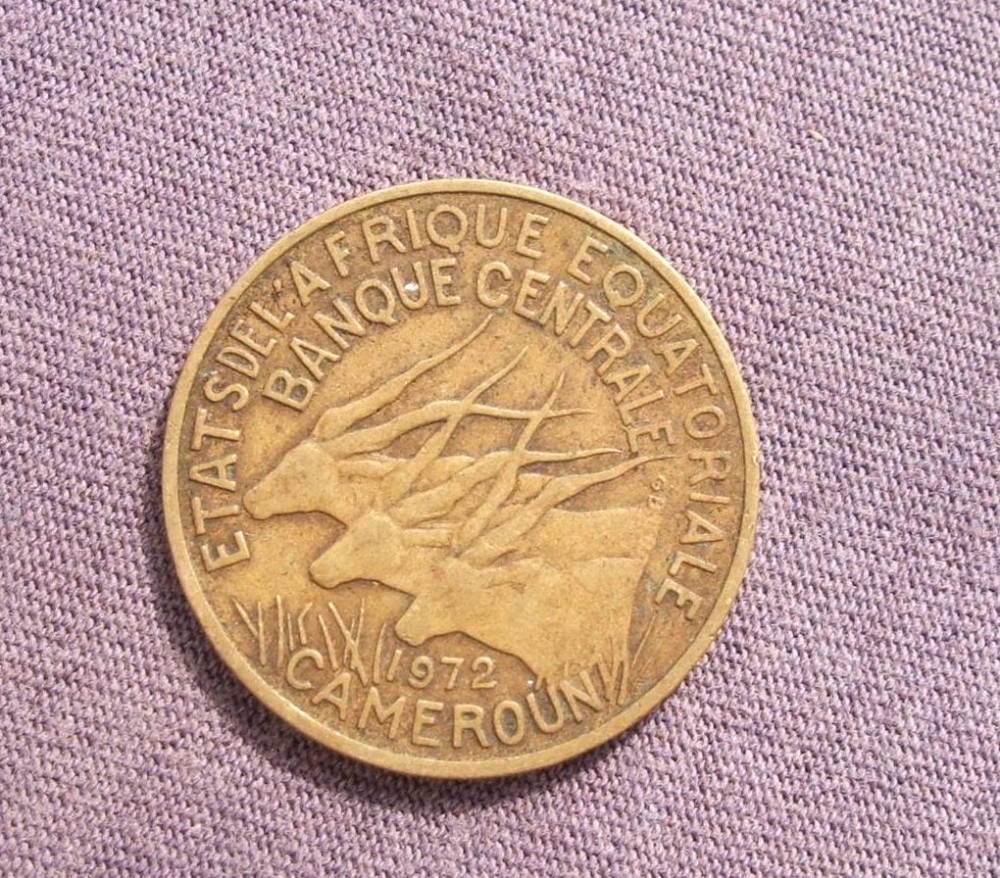 ETATS DE L'AFRIQUE EQUATORIALE
BANQUE CENTRALE
1972
CAMEROUN